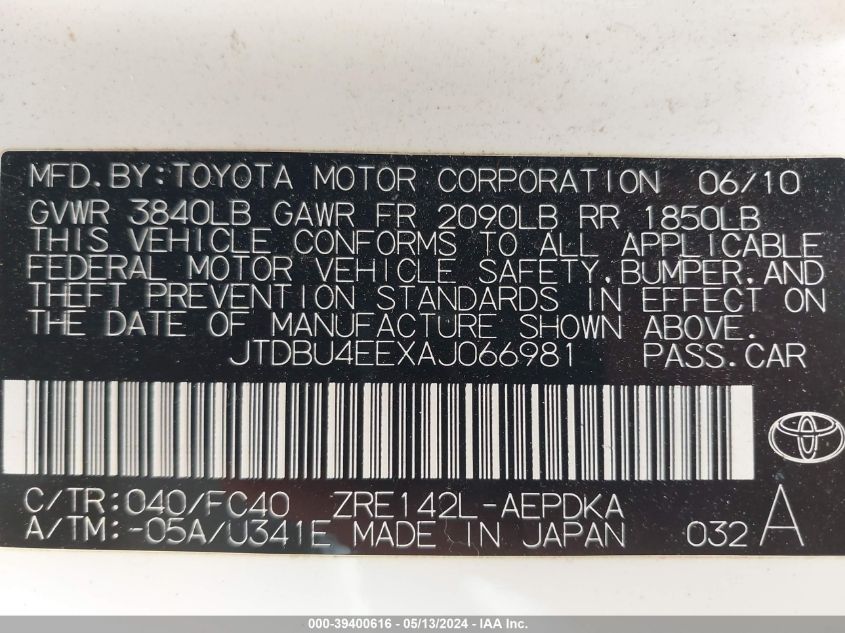 MFD.BY:TOYOTA MOTOR CORPORATION 06/10
GVWR 3840LB GAWR FR 2090LB RR 1850LB
THIS VEHICLE CONFORMS TO ALL APPLICABLE
FEDERAL MOTOR VEHICLE SAFETY,BUMPER,AND
THEFT PREVENTION STANDARDS IN EFFECT ON
THE DATE OF MANUFACTURE SHOWN ABOVE.
JTDBU4EEXAJ066981 PASS.CAR
C/TR:040/FC40 ZRE142L-AEPDKA
A/TM:-05A/U341E MADE IN JAPAN 032 A
000-39400616 - 05/13/2024 - IAA Inc.